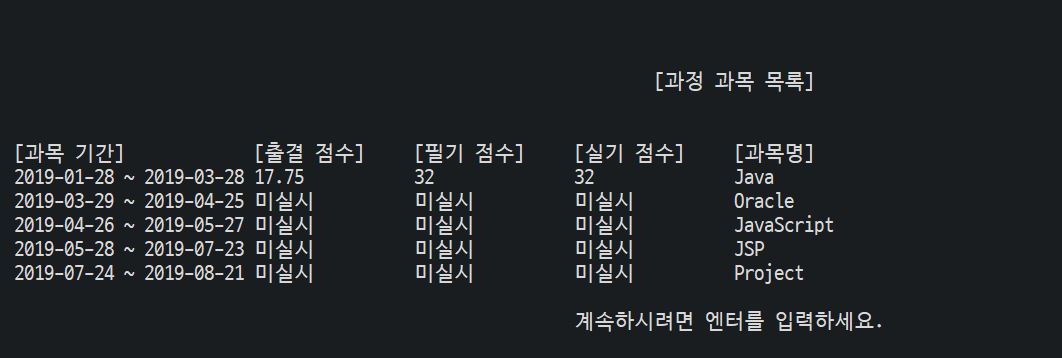 [과정 과목 목록]
[과목 기간] [출결 점수] [필기 점수] [실기 점수] [과목명]
2019-01-28 ~ 2019-03-28 17.75 32 32 Java
2019-03-29 ~ 2019-04-25 미실시 미실시 미실시 Oracle
2019-04-26 ~ 2019-05-27 미실시 미실시 미실시 JavaScript
2019-05-28 ~ 2019-07-23 미실시 미실시 미실시 JSP
2019-07-24 ~ 2019-08-21 미실시 미실시 미실시 Project
계속하시려면 엔터를 입력하세요.